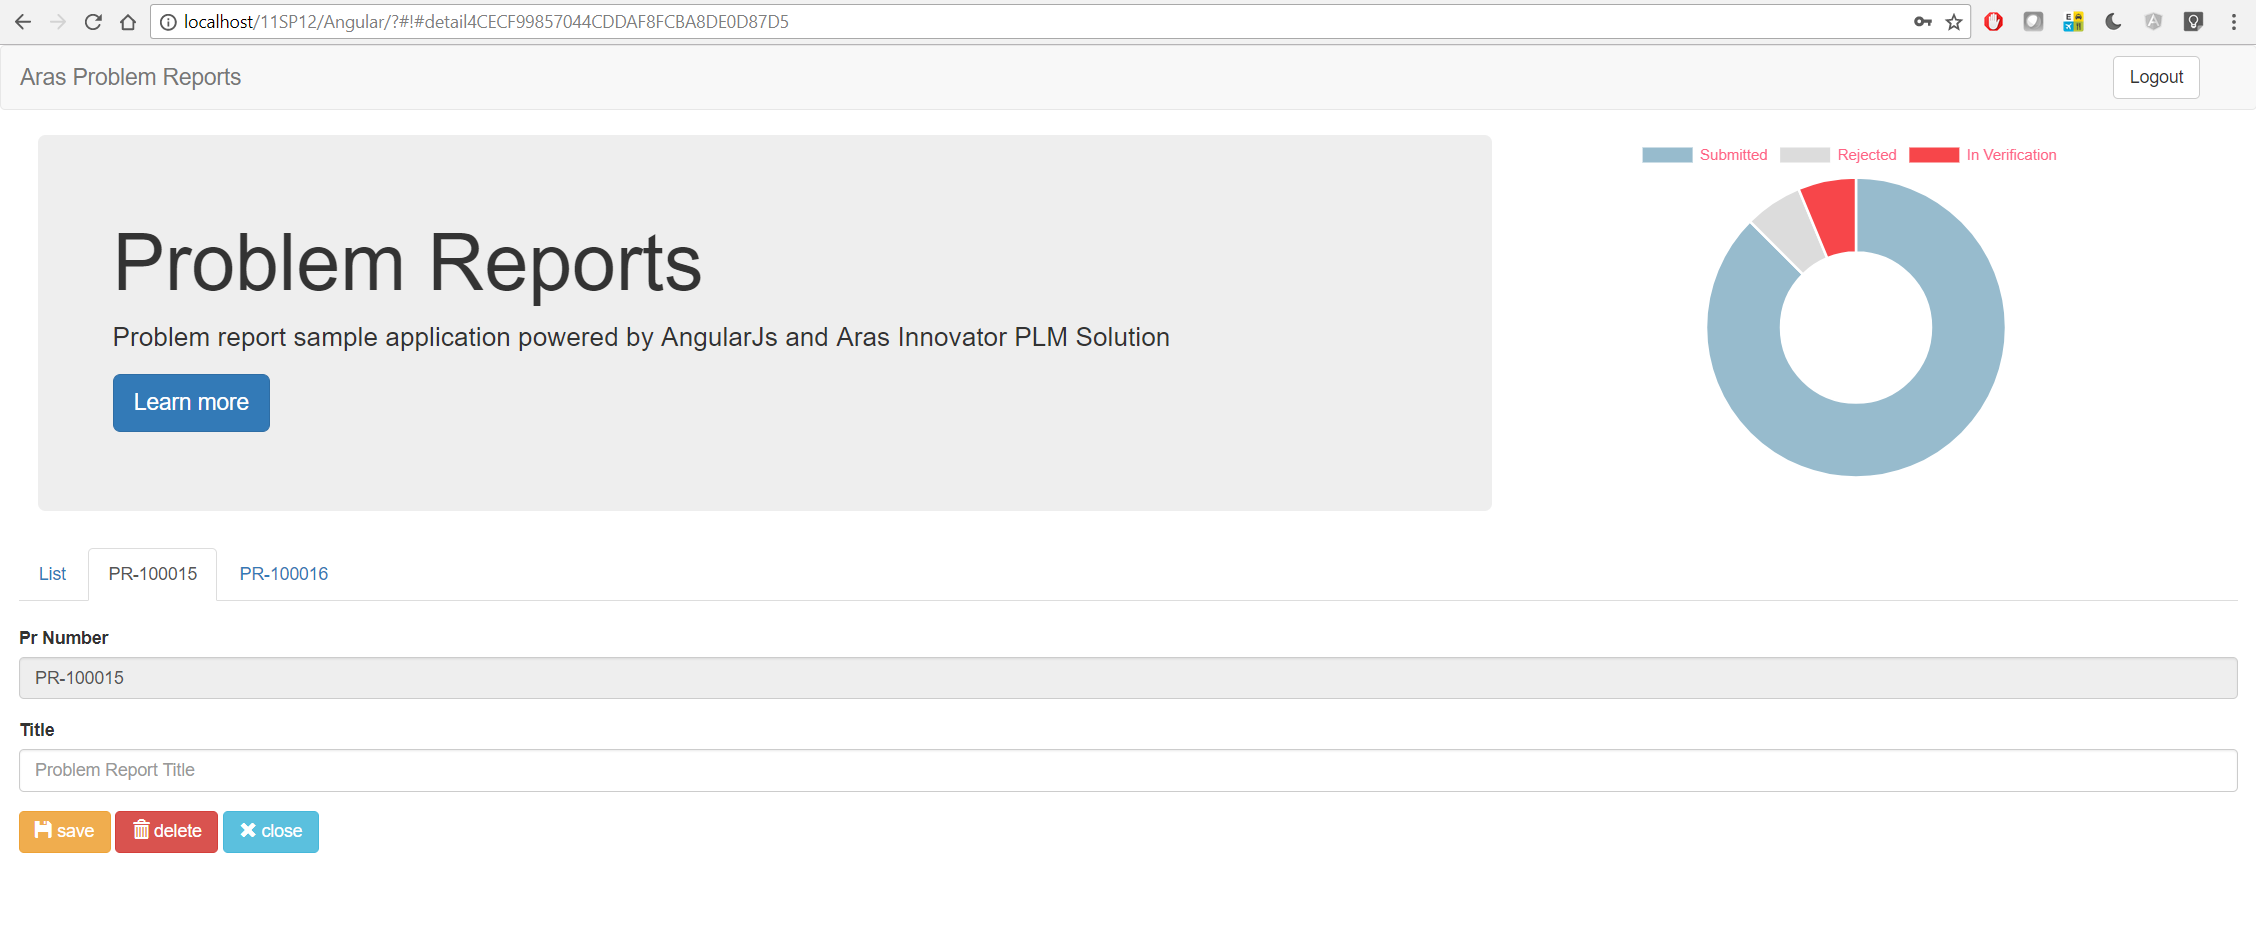 localhost/11SP12/Angular/?#!#detail4CECF99857044CDDAF8FCBA8DE0D87D5
Aras Problem Reports
Logout
Problem Reports
Problem report sample application powered by AngularJs and Aras Innovator PLM Solution
Learn more
Submitted Rejected In Verification
List PR-100015 PR-100016
Pr Number
PR-100015
Title
Problem Report Title
save delete close